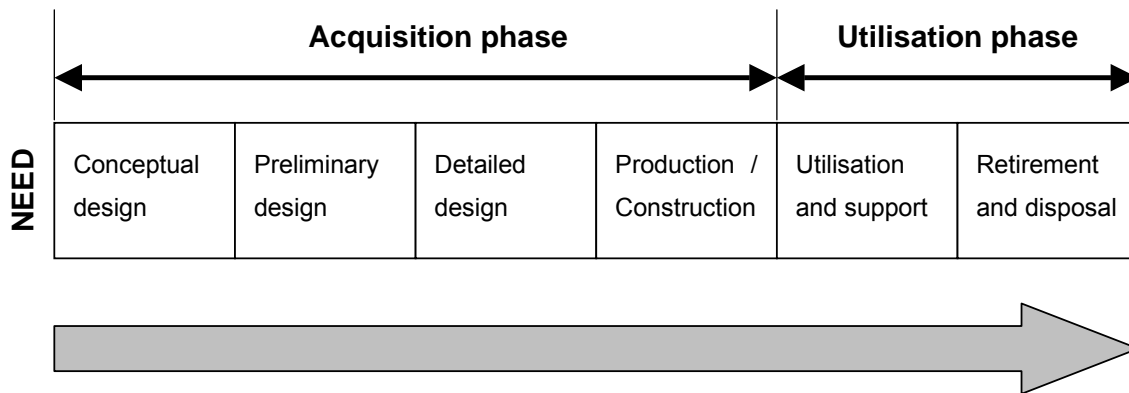 Acquisition phase
Utilisation phase
NEED
Conceptual
design
Preliminary
design
Detailed
design
Production /
Construction
Utilisation
and support
Retirement
and disposal